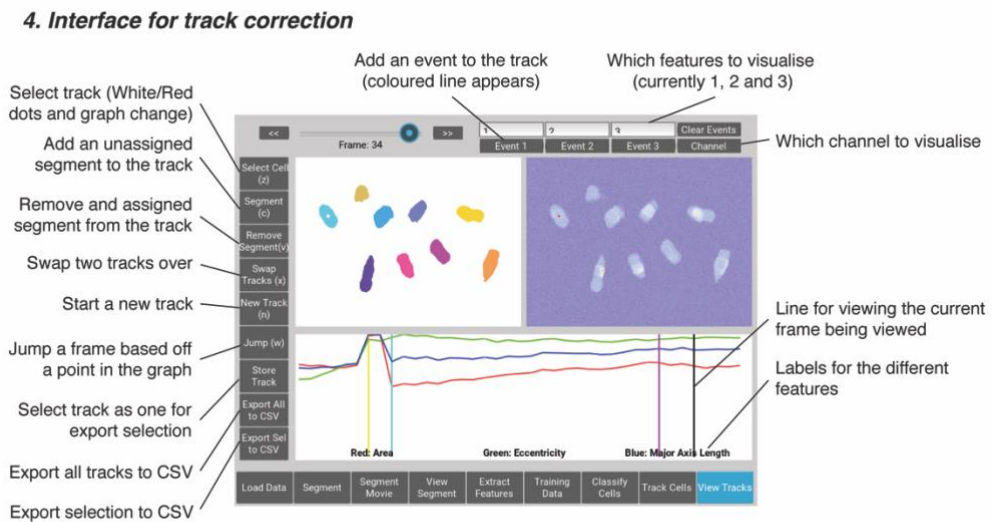 4. Interface for track correction
Add an event to the track
(coloured line appears)
Which features to visualise
(currently 1, 2 and 3)
Select track (White/Red
dots and graph change)
Add an unassigned
segment to the track
Remove and assigned
segment from the track
Swap two tracks over
Start a new track
Jump a frame based off
a point in the graph
Select track as one for
export selection
Export all tracks to CSV
Export selection to CSV
<<
Frame: 34
>>
1
2
3
Clear Events
Event 1
Event 2
Event 3
Channel
Which channel to visualise
Select Cell
(z)
Segment
(c)
Remove
Segment(v)
Swap
Tracks (x)
New Track
(n)
Jump (w)
Store
Track
Export All
to CSV
Export Sel
to CSV
Line for viewing the current
frame being viewed
Labels for the different
features
Red: Area
Green: Eccentricity
Blue: Major Axis Length
Load Data
Segment
Segment
Movie
View
Segment
Extract
Features
Training
Data
Classify
Cells
Track Cells
View Tracks